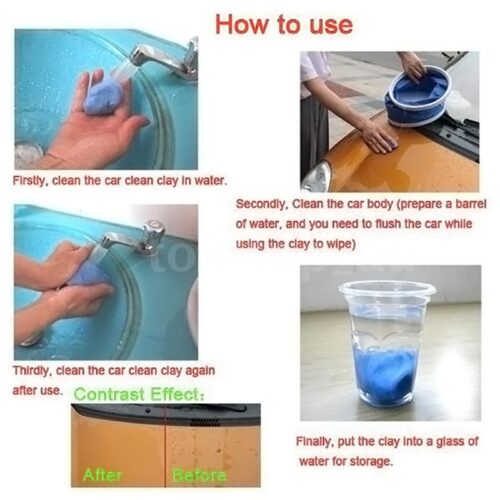 How to use
Firstly, clean the car clean clay in water.
Secondly, Clean the car body (prepare a barrel
of water, and you need to flush the car while
using the clay to wipe)
Thirdly, clean the car clean clay again
after use.
Contrast Effect:
After
Before
Finally, put the clay into a glass of
water for storage.